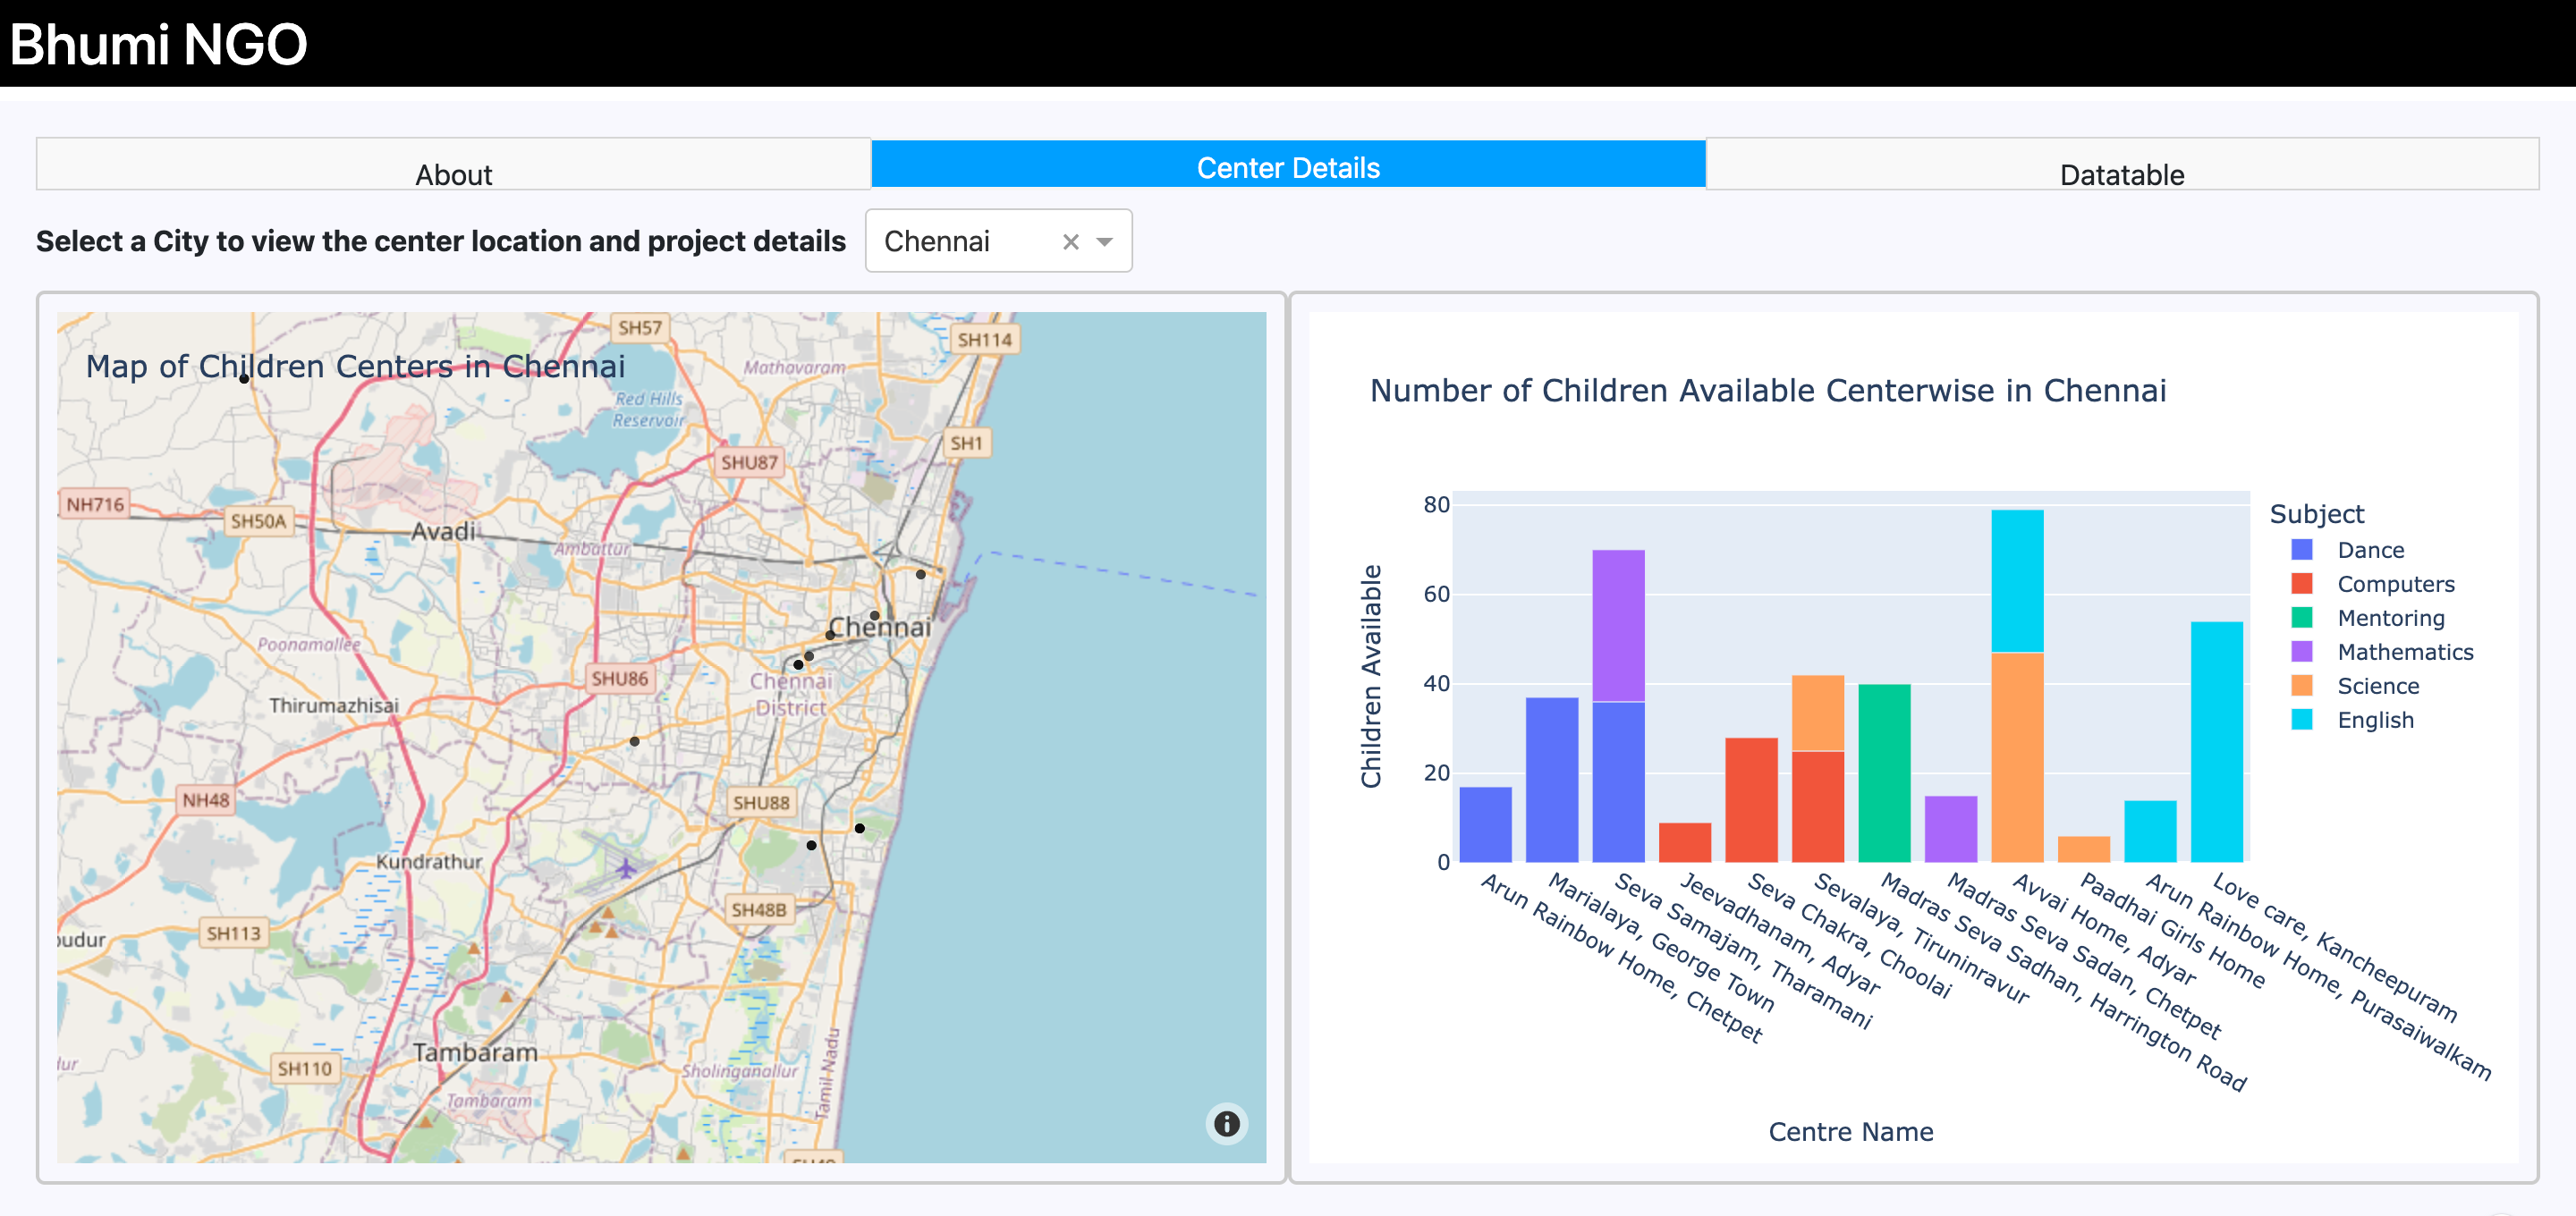 Bhumi NGO
About
Center Details
Datatable
Select a City to view the center location and project details
Chennai
Map of Children Centers in Chennai
SH57
SH114
Mathavaram
Red Hills
Reservoir
SH1
SHU87
NH716
SH50A
Avadi
Ambattur
Chennai
Poonamallee
SHU86
Chennai
District
Thirumazhisai
NH48
SHU88
Kundrathur
SH48B
SH113
udur
Tambaram
SH110
Sholinganallur
Tamil Nadu
Tambaram
Number of Children Available Centerwise in Chennai
Children Available
80
60
40
20
0
Subject
Dance
Computers
Mentoring
Mathematics
Science
English
Arun Rainbow Home, Chetpet
Marialaya, George Town
Seva Samajam, Tharamani
Jeevadhanam, Adyar
Seva Chakra, Choolai
Sevalaya, Tiruninravur
Madras Seva Sadhan, Harrington Road
Madras Seva Sadan, Chetpet
Avvai Home, Adyar
Paadhai Girls Home
Arun Rainbow Home, Purasaiwalkam
Love care, Kancheepuram
Centre Name